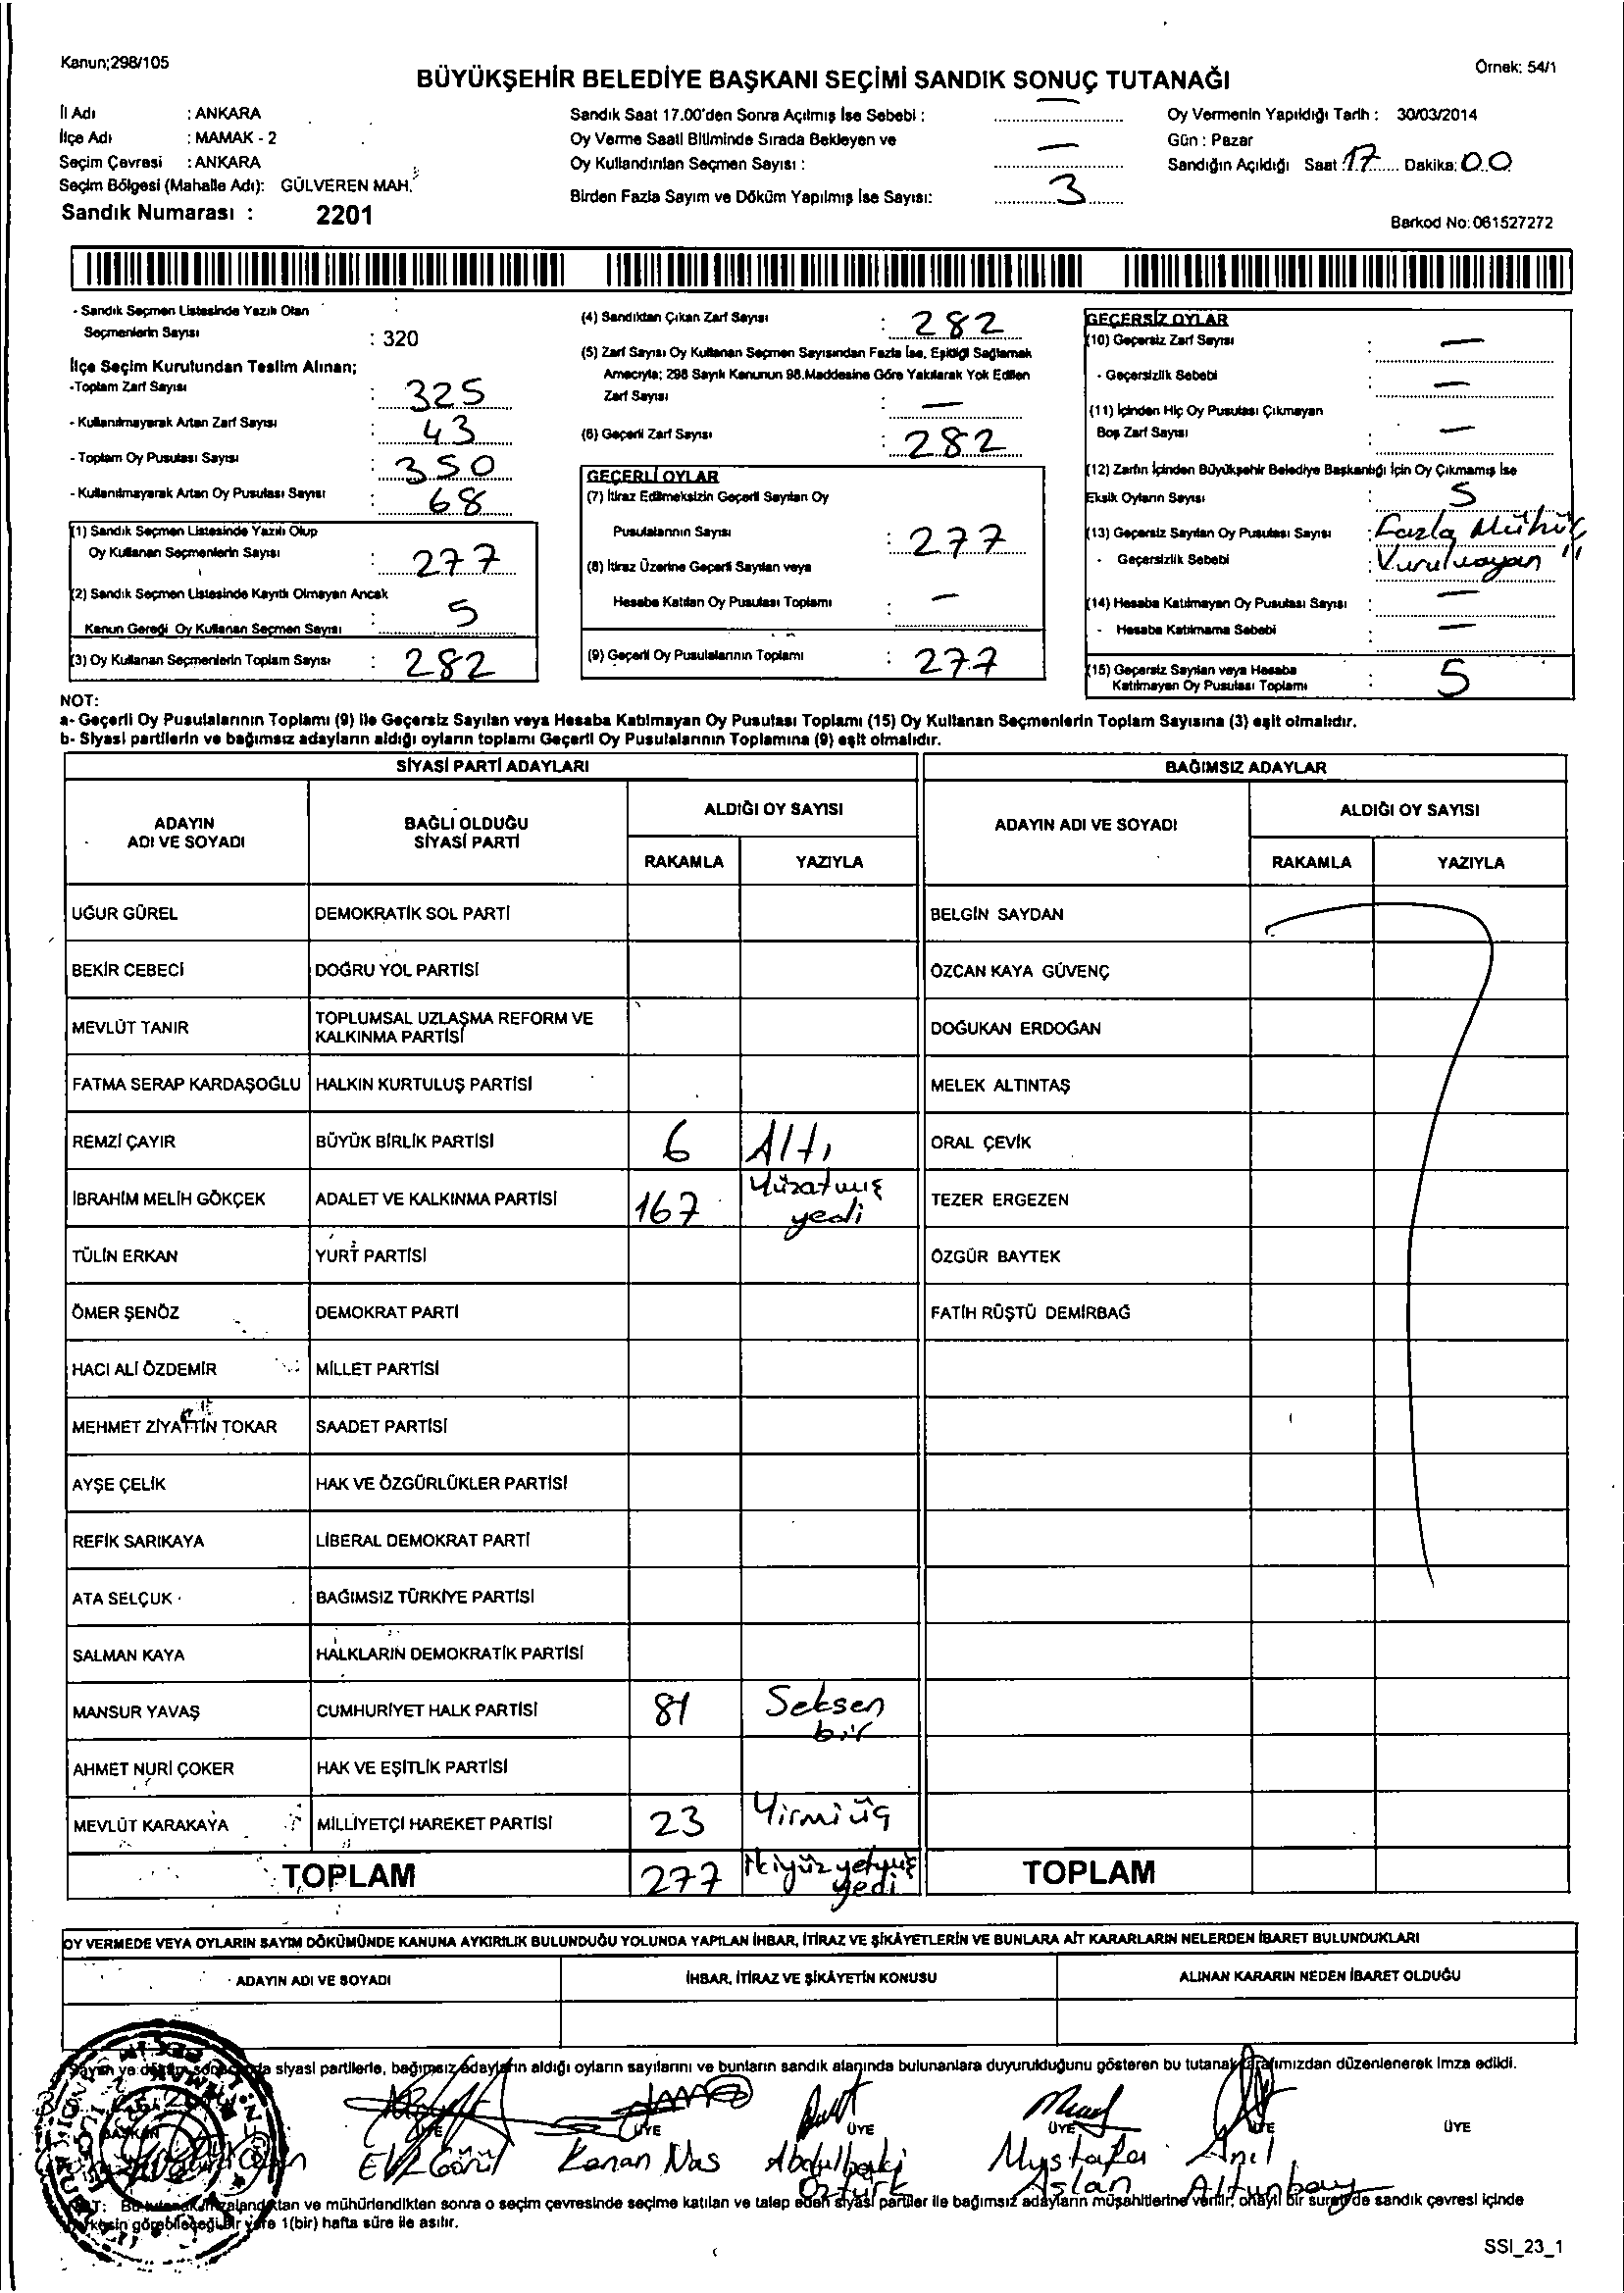 Kanun;298/105
Örnek: 54/1
BÜYÜKŞEHİR BELEDİYE BAŞKANI SEÇİMİ SANDIK SONUÇ TUTANAĞI
İl Adı : ANKARA
İlçe Adı : MAMAK - 2
Seçim Çevresi : ANKARA
Seçim Bölgesi (Mahalle Adı): GÜLVEREN MAH.
Sandık Numarası : 2201
Sandık Saat 17.00'den Sonra Açılmış İse Sebebi : —
Oy Verme Saati Bitiminde Sırada Bekleyen ve
Oy Kullandırılan Seçmen Sayısı : —
Birden Fazla Sayım ve Döküm Yapılmış İse Sayısı: 3
Oy Vermenin Yapıldığı Tarih : 30/03/2014
Gün : Pazar
Sandığın Açıldığı Saat :17 Dakika: 00
Barkod No: 061527272
- Sandık Seçmen Listesinde Yazılı Olan
Seçmenlerin Sayısı : 320
İlçe Seçim Kurulundan Teslim Alınan;
-Toplam Zarf Sayısı : 325
- Kullanılmayarak Artan Zarf Sayısı : 43
- Toplam Oy Pusulası Sayısı : 350
- Kullanılmayarak Artan Oy Pusulası Sayısı : 68
(1) Sandık Seçmen Listesinde Yazılı Olup
Oy Kullanan Seçmenlerin Sayısı : 277
(2) Sandık Seçmen Listesinde Kayıtlı Olmayan Ancak
Kanun Gereği Oy Kullanan Seçmen Sayısı : 5
(3) Oy Kullanan Seçmenlerin Toplam Sayısı : 282
(4) Sandıktan Çıkan Zarf Sayısı : 282
(5) Zarf Sayısı Oy Kullanan Seçmen Sayısından Fazla İse, Eşitliği Sağlamak
Amacıyla; 298 Sayılı Kanunun 98.Maddesine Göre Yakılarak Yok Edilen
Zarf Sayısı : —
(6) Geçerli Zarf Sayısı : 282
GEÇERLİ OYLAR
(7) İtiraz Edilmeksizin Geçerli Sayılan Oy
Pusulalarının Sayısı : 277
(8) İtiraz Üzerine Geçerli Sayılan veya
Hesaba Katılan Oy Pusulası Toplamı : —
(9) Geçerli Oy Pusulalarının Toplamı : 277
GEÇERSİZ OYLAR
(10) Geçersiz Zarf Sayısı : —
- Geçersizlik Sebebi : —
(11) İçinden Hiç Oy Pusulası Çıkmayan
Boş Zarf Sayısı : —
(12) Zarfın İçinden Büyükşehir Belediye Başkanlığı İçin Oy Çıkmamış İse
Eksik Oyların Sayısı : 5
(13) Geçersiz Sayılan Oy Pusulası Sayısı : Fazla Mühür
- Geçersizlik Sebebi :
(14) Hesaba Katılmayan Oy Pusulası Sayısı : —
- Hesaba Katılmama Sebebi : —
(15) Geçersiz Sayılan veya Hesaba
Katılmayan Oy Pusulası Toplamı : 5
NOT:
a- Geçerli Oy Pusulalarının Toplamı (9) ile Geçersiz Sayılan veya Hesaba Katılmayan Oy Pusulası Toplamı (15) Oy Kullanan Seçmenlerin Toplam Sayısına (3) eşit olmalıdır.
b- Siyasi partilerin ve bağımsız adayların aldığı oyların toplamı Geçerli Oy Pusulalarının Toplamına (9) eşit olmalıdır.
SİYASİ PARTİ ADAYLARI
BAĞIMSIZ ADAYLAR
ADAYIN
ADI VE SOYADI
BAĞLI OLDUĞU
SİYASİ PARTİ
ALDIĞI OY SAYISI
RAKAMLA YAZIYLA
ADAYIN ADI VE SOYADI
ALDIĞI OY SAYISI
RAKAMLA YAZIYLA
UĞUR GÜREL DEMOKRATİK SOL PARTİ BELGİN SAYDAN
BEKİR CEBECİ DOĞRU YOL PARTİSİ ÖZCAN KAYA GÜVENÇ
MEVLÜT TANIR TOPLUMSAL UZLAŞMA REFORM VE
KALKINMA PARTİSİ DOĞUKAN ERDOĞAN
FATMA SERAP KARDAŞOĞLU HALKIN KURTULUŞ PARTİSİ MELEK ALTINTAŞ
REMZİ ÇAYIR BÜYÜK BİRLİK PARTİSİ 6 Altı ORAL ÇEVİK
İBRAHİM MELİH GÖKÇEK ADALET VE KALKINMA PARTİSİ 167 Yüzatmış
yedi TEZER ERGEZEN
TÜLİN ERKAN YURT PARTİSİ ÖZGÜR BAYTEK
ÖMER ŞENÖZ DEMOKRAT PARTİ FATİH RÜŞTÜ DEMİRBAĞ
HACI ALİ ÖZDEMİR MİLLET PARTİSİ
MEHMET ZİYATTİN TOKAR SAADET PARTİSİ
AYŞE ÇELİK HAK VE ÖZGÜRLÜKLER PARTİSİ
REFİK SARIKAYA LİBERAL DEMOKRAT PARTİ
ATA SELÇUK BAĞIMSIZ TÜRKİYE PARTİSİ
SALMAN KAYA HALKLARIN DEMOKRATİK PARTİSİ
MANSUR YAVAŞ CUMHURİYET HALK PARTİSİ 81 Seksen
bir
AHMET NURİ ÇOKER HAK VE EŞİTLİK PARTİSİ
MEVLÜT KARAKAYA MİLLİYETÇİ HAREKET PARTİSİ 23 Yirmi üç
TOPLAM 277 ikiyüz yetmiş
yedi TOPLAM
OY VERMEDE VEYA OYLARIN SAYIM DÖKÜMÜNDE KANUNA AYKIRILIK BULUNDUĞU YOLUNDA YAPILAN İHBAR, İTİRAZ VE ŞİKÂYETLERİN VE BUNLARA AİT KARARLARIN NELERDEN İBARET BULUNDUKLARI
ADAYIN ADI VE SOYADI İHBAR, İTİRAZ VE ŞİKÂYETİN KONUSU ALINAN KARARIN NEDEN İBARET OLDUĞU
siyasi partilerle, bağımsız adayların aldığı oyların sayılarını ve bunların sandık alanında bulunanlara duyurulduğunu gösteren bu tutanak tarafımızdan düzenlenerek imza edildi.
BAŞKAN ÜYE ÜYE ÜYE ÜYE ÜYE
Kenan Nas Abdulbaki
Öztürk Mustafa
Aslan Anıl
Altunbay
NOT: Bu tutanak imzalandıktan ve mühürlendikten sonra o seçim çevresinde seçime katılan ve talep eden siyasi partiler ile bağımsız adayların müşahitlerine verilir, onaylı bir sureti de sandık çevresi içinde
herkesin görebileceği bir yere 1(bir) hafta süre ile asılır.
SSI_23_1